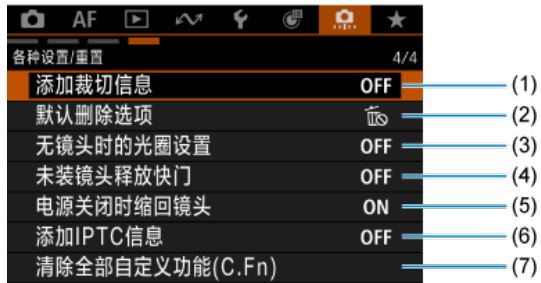 AF
各种设置/重置 4/4
添加裁切信息 OFF (1)
默认删除选项 (2)
无镜头时的光圈设置 OFF (3)
未装镜头释放快门 OFF (4)
电源关闭时缩回镜头 ON (5)
添加IPTC信息 OFF (6)
清除全部自定义功能(C.Fn) (7)